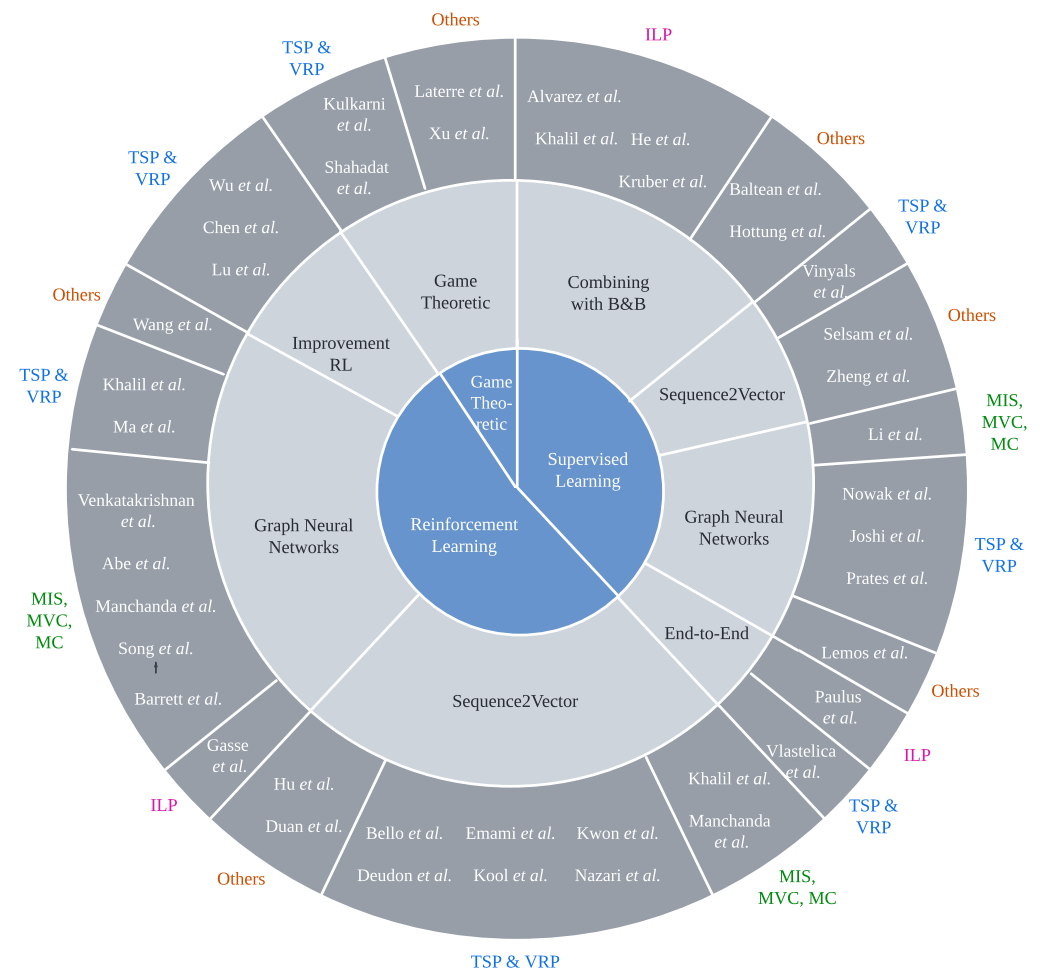 Others
ILP
TSP &
VRP
Laterre et al.
Xu et al.
Alvarez et al.
Khalil et al.
He et al.
Kruber et al.
Others
Baltean et al.
Hottung et al.
TSP &
VRP
Vinyals
et al.
Others
Selsam et al.
Zheng et al.
MIS,
MVC,
MC
Li et al.
Nowak et al.
Joshi et al.
Prates et al.
TSP &
VRP
Lemos et al.
Others
Paulus
et al.
ILP
Vlastelica
et al.
TSP &
VRP
Khalil et al.
Manchanda
et al.
MIS,
MVC, MC
Bello et al.
Emami et al.
Kwon et al.
Deudon et al.
Kool et al.
Nazari et al.
TSP & VRP
Hu et al.
Duan et al.
Others
Gasse
et al.
ILP
Venkatakrishnan
et al.
Abe et al.
Manchanda et al.
Song et al.
Barrett et al.
MIS,
MVC,
MC
Khalil et al.
Ma et al.
TSP &
VRP
Wang et al.
Others
Wu et al.
Chen et al.
Lu et al.
TSP &
VRP
Kulkarni
et al.
Shahadat
et al.
Game
Theoretic
Combining
with B&B
Sequence2Vector
Graph Neural
Networks
End-to-End
Sequence2Vector
Graph Neural
Networks
Improvement
RL
Game
Theo-
retic
Supervised
Learning
Reinforcement
Learning